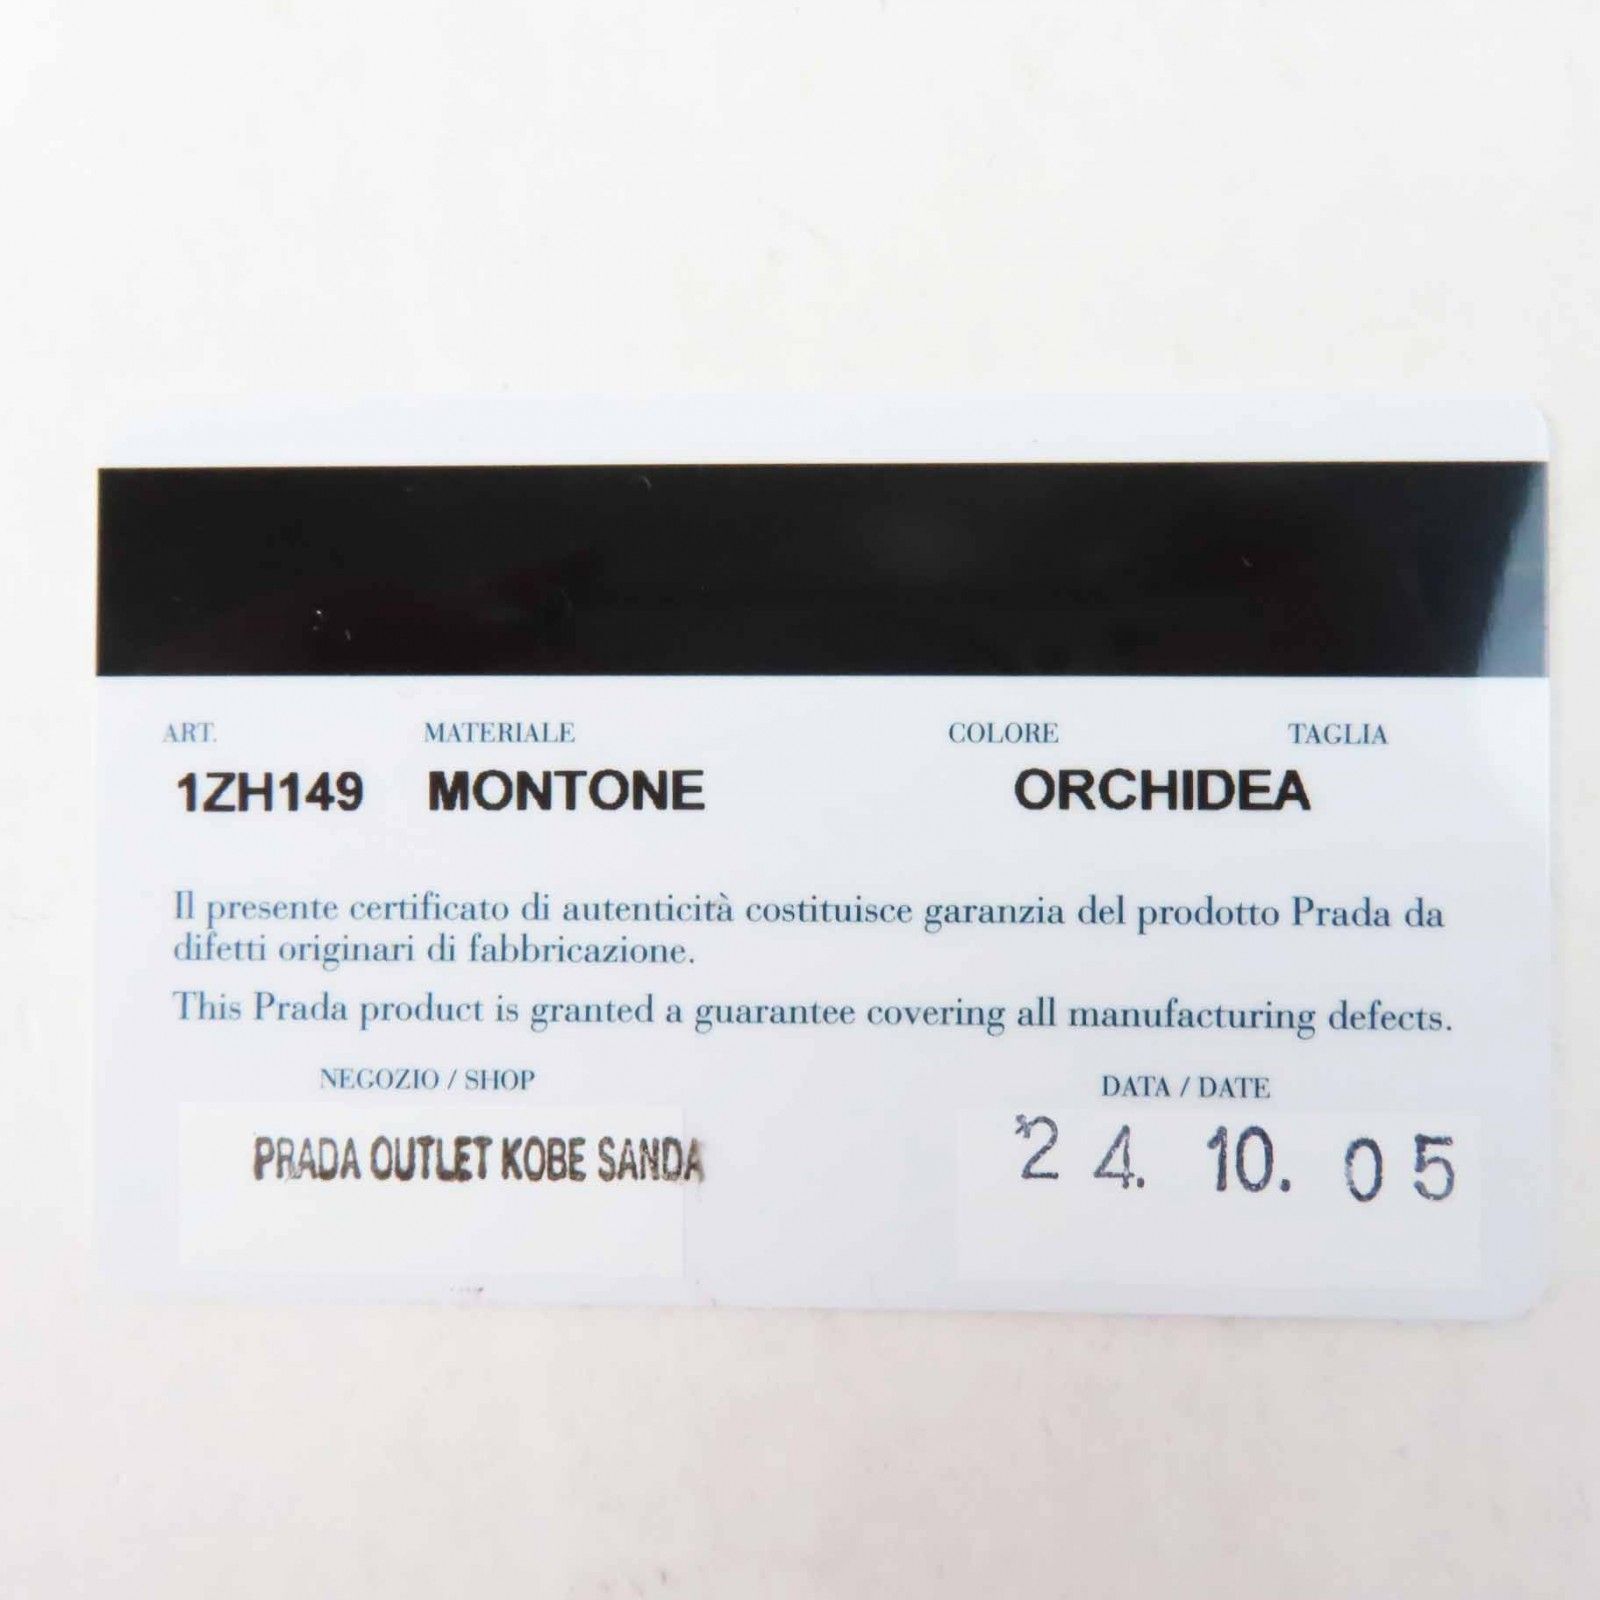 ART. MATERIALE COLORE TAGLIA
1ZH149 MONTONE ORCHIDEA
Il presente certificato di autenticità costituisce garanzia del prodotto Prada da
difetti originari di fabbricazione.
This Prada product is granted a guarantee covering all manufacturing defects.
NEGOZIO / SHOP DATA / DATE
PRADA OUTLET KOBE SANDA '24. 10. 05